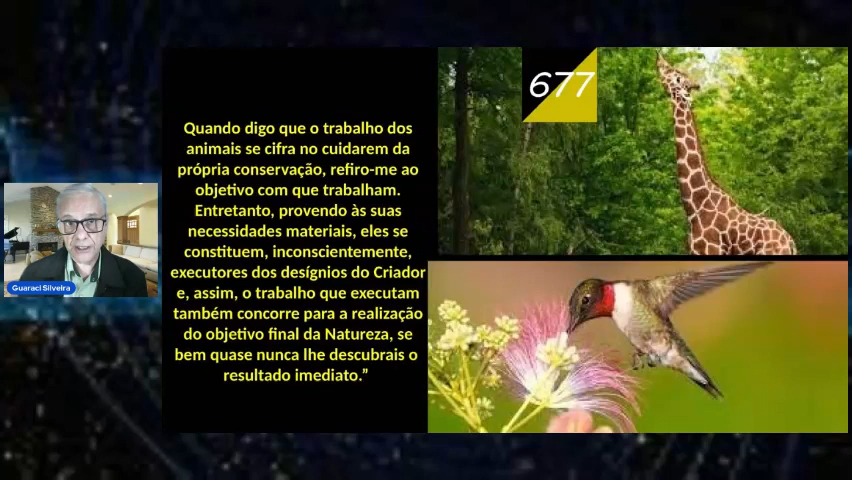 677
Quando digo que o trabalho dos
animais se cifra no cuidarem da
própria conservação, refiro-me ao
objetivo com que trabalham.
Entretanto, provendo às suas
necessidades materiais, eles se
constituem, inconscientemente,
executores dos desígnios do Criador
e, assim, o trabalho que executam
também concorre para a realização
do objetivo final da Natureza, se
bem quase nunca lhe descubrais o
resultado imediato.”
Guaraci Silveira